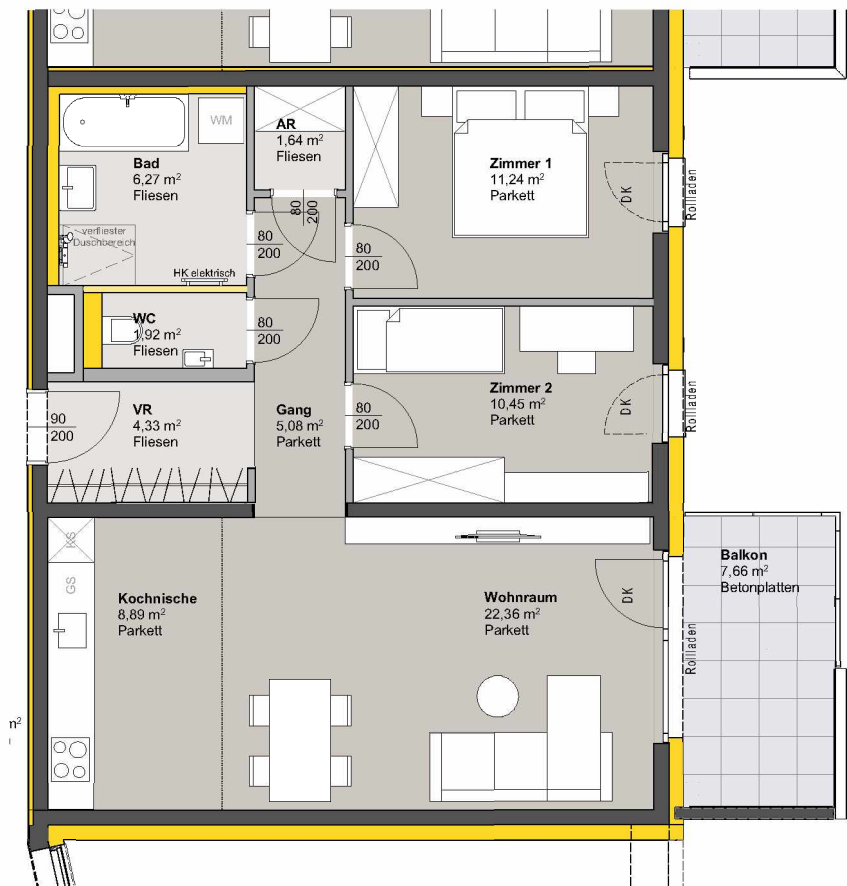 WM
Bad
6,27 m²
Fliesen
AR
1,64 m²
Fliesen
Zimmer 1
11,24 m²
Parkett
DK
Rollladen
verfliester
Duschbereich
HK elektrisch
80
200
80
200
80
200
WC
1,92 m²
Fliesen
80
200
Zimmer 2
10,45 m²
Parkett
DK
Rollladen
90
200
VR
4,33 m²
Fliesen
Gang
5,08 m²
Parkett
80
200
KS
GS
Kochnische
8,89 m²
Parkett
Wohnraum
22,36 m²
Parkett
DK
Rollladen
Balkon
7,66 m²
Betonplatten
m²